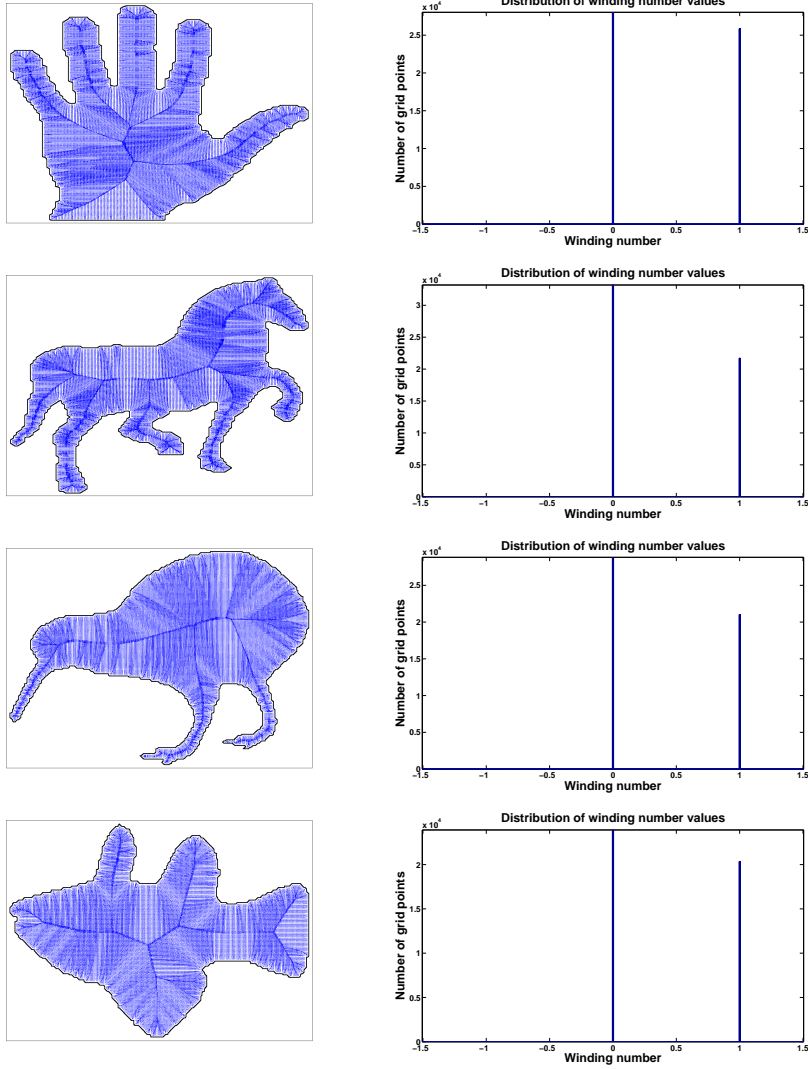 Distribution of winding number values
x 10^4
2.5
2
1.5
1
0.5
0
Number of grid points
−1.5 −1 −0.5 0 0.5 1 1.5
Winding number
Distribution of winding number values
x 10^4
3
2.5
2
1.5
1
0.5
0
Number of grid points
−1.5 −1 −0.5 0 0.5 1 1.5
Winding number
Distribution of winding number values
x 10^4
2.5
2
1.5
1
0.5
0
Number of grid points
−1.5 −1 −0.5 0 0.5 1 1.5
Winding number
Distribution of winding number values
x 10^4
2
1.5
1
0.5
0
Number of grid points
−1.5 −1 −0.5 0 0.5 1 1.5
Winding number